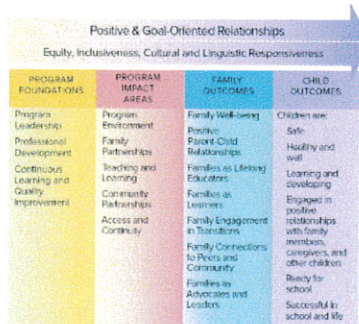 Positive & Goal-Oriented Relationships
Equity, Inclusiveness, Cultural and Linguistic Responsiveness
PROGRAM
FOUNDATIONS
Program
Leadership
Professional
Development
Continuous
Learning and
Quality
Improvement
PROGRAM
IMPACT
AREAS
Program
Environment
Family
Partnerships
Teaching and
Learning
Community
Partnerships
Access and
Continuity
FAMILY
OUTCOMES
Family Well-being
Positive
Parent-Child
Relationships
Families as Lifelong
Educators
Families as
Learners
Family Engagement
in Transitions
Family Connections
to Peers and
Community
Families as
Advocates and
Leaders
CHILD
OUTCOMES
Children are:
Safe
Healthy and
well
Learning and
developing
Engaged in
positive
relationships
with family
members,
caregivers, and
other children
Ready for
school
Successful in
school and life